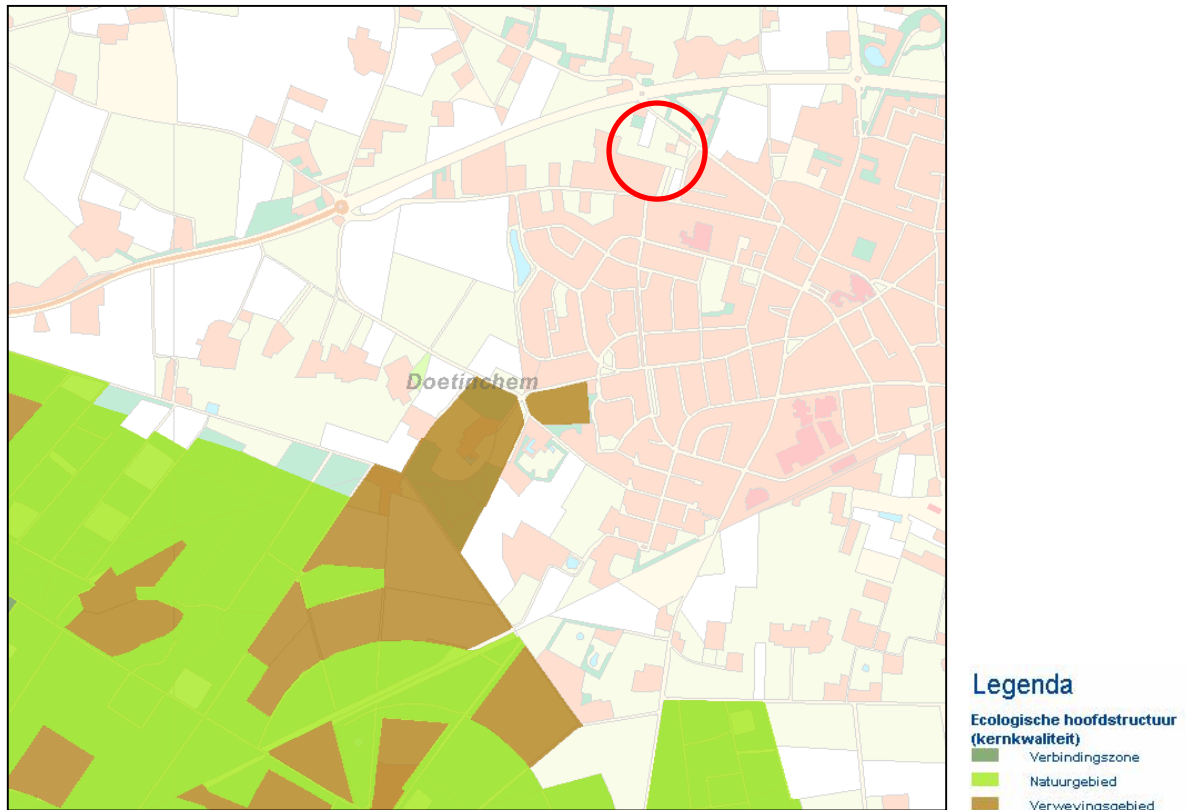 Doetinchem
Legenda
Ecologische hoofdstructuur
(kernkwaliteit)
Verbindingszone
Natuurgebied
Verwevingsgebied